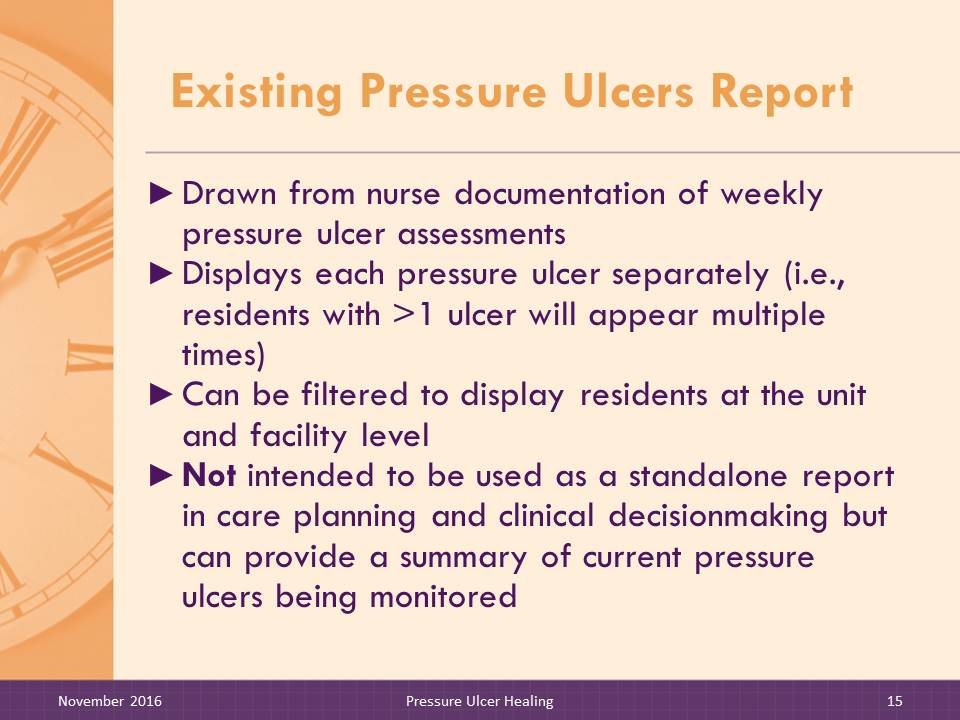 Existing Pressure Ulcers Report
►Drawn from nurse documentation of weekly
pressure ulcer assessments
►Displays each pressure ulcer separately (i.e.,
residents with >1 ulcer will appear multiple
times)
►Can be filtered to display residents at the unit
and facility level
►Not intended to be used as a standalone report
in care planning and clinical decisionmaking but
can provide a summary of current pressure
ulcers being monitored
November 2016
Pressure Ulcer Healing
15